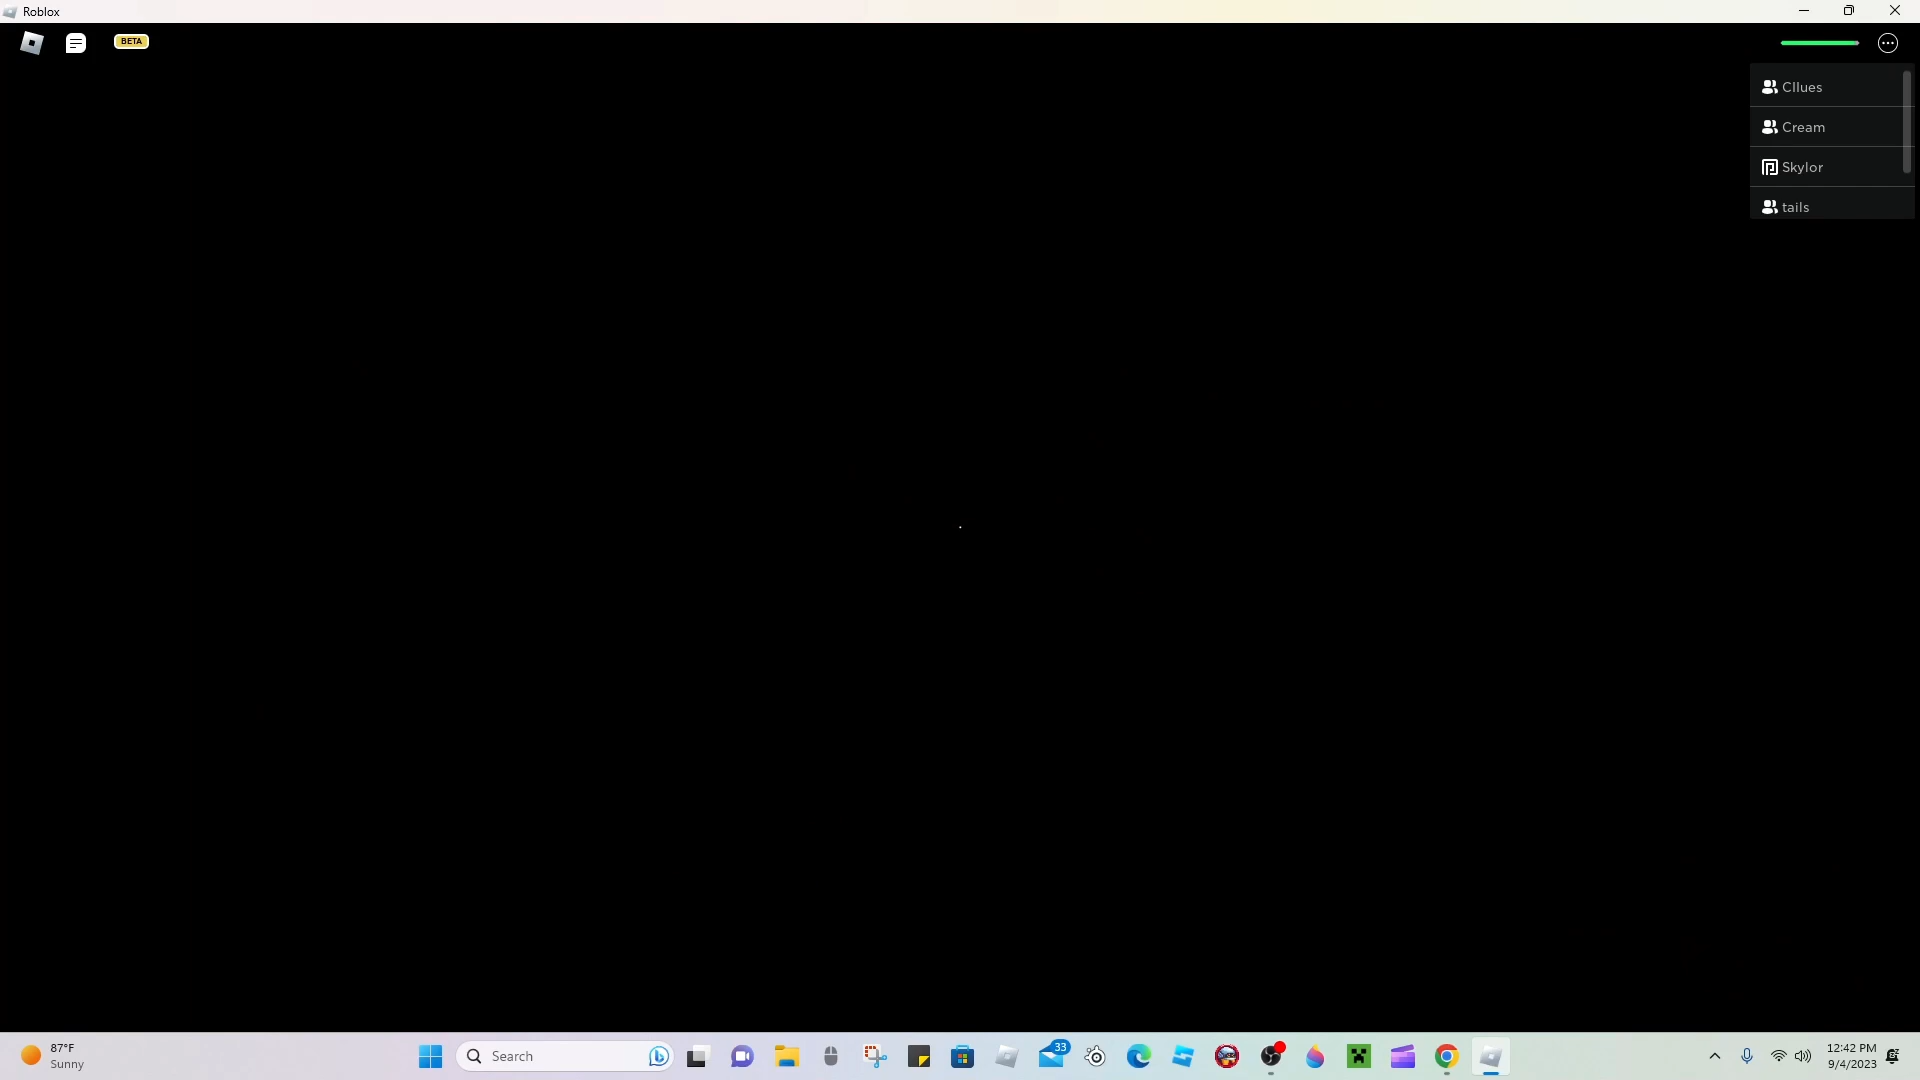 Roblox
BETA
Cllues
Cream
Skylor
tails
87°F
Sunny
Search
33
12:42 PM
9/4/2023